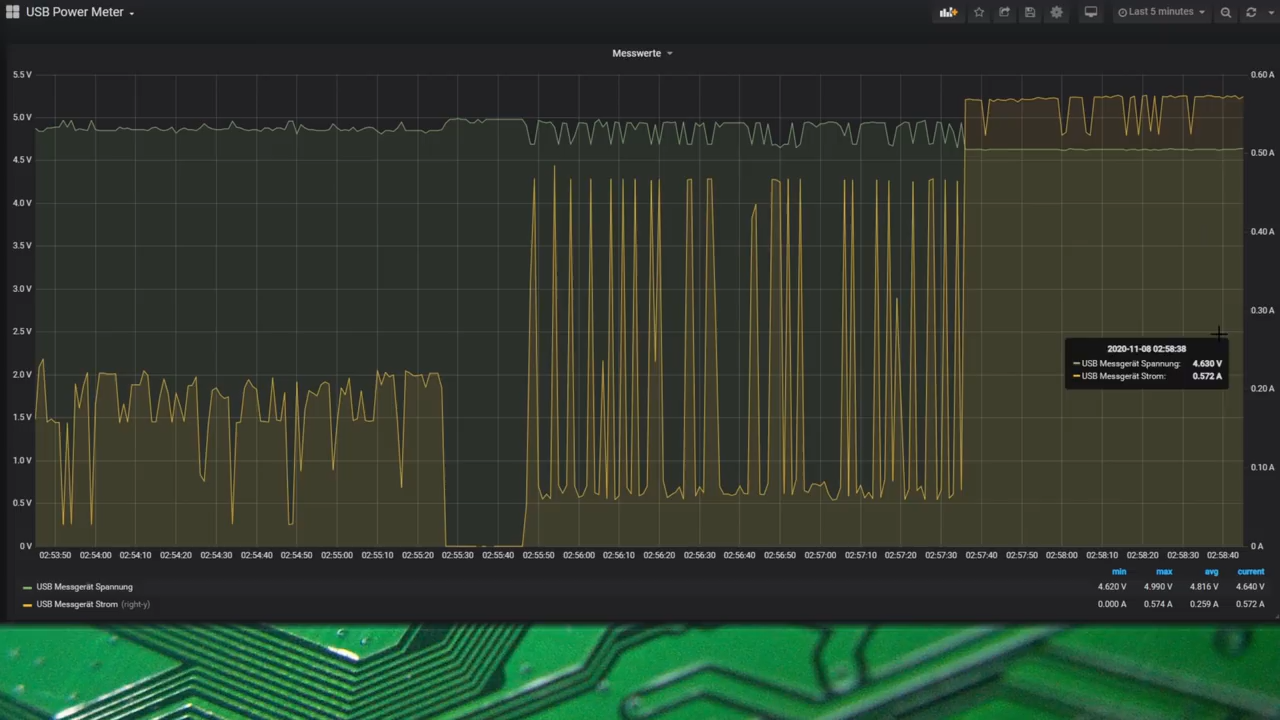 USB Power Meter
Last 5 minutes
Messwerte
5.5 V
5.0 V
4.5 V
4.0 V
3.5 V
3.0 V
2.5 V
2.0 V
1.5 V
1.0 V
0.5 V
0 V
0.60 A
0.50 A
0.40 A
0.30 A
0.20 A
0.10 A
0 A
2020-11-08 02:58:38
USB Messgerät Spannung: 4.630 V
USB Messgerät Strom: 0.572 A
02:53:50 02:54:00 02:54:10 02:54:20 02:54:30 02:54:40 02:54:50 02:55:00 02:55:10 02:55:20 02:55:30 02:55:40 02:55:50 02:56:00 02:56:10 02:56:20 02:56:30 02:56:40 02:56:50 02:57:00 02:57:10 02:57:20 02:57:30 02:57:40 02:57:50 02:58:00 02:58:10 02:58:20 02:58:30 02:58:40
min max avg current
USB Messgerät Spannung 4.620 V 4.990 V 4.816 V 4.640 V
USB Messgerät Strom (right-y) 0.000 A 0.574 A 0.259 A 0.572 A